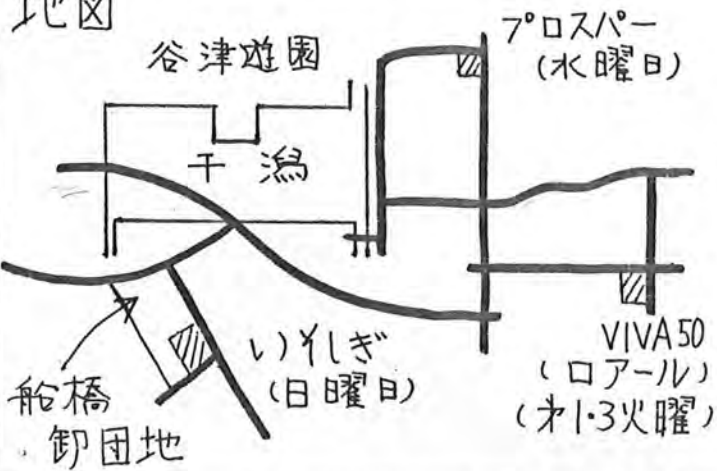 地図
谷津遊園
干潟
プロスパー
(水曜日)
いそしぎ
(日曜日)
船橋
卸団地
VIVA50
(ロアール)
(才1・3火曜)